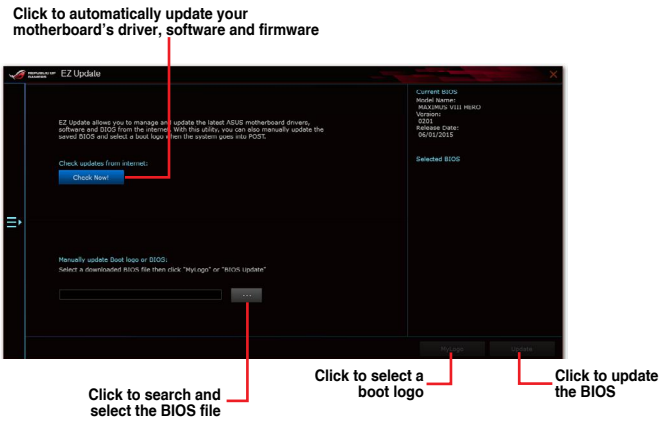 Click to automatically update your
motherboard's driver, software and firmware
REPUBLIC OF
GAMERS
EZ Update
EZ Update allows you to manage and update the latest ASUS motherboard drivers,
software and BIOS from the internet. With this utility, you can also manually update the
saved BIOS and select a boot logo when the system goes into POST.
Check updates from internet:
Check Now!
Manually update Boot logo or BIOS:
Select a downloaded BIOS file then click "MyLogo" or "BIOS Update"
...
Current BIOS
Model Name:
MAXIMUS VIII HERO
Version:
0201
Release Date:
06/01/2015
Selected BIOS
MyLogo
Update
Click to search and
select the BIOS file
Click to select a
boot logo
Click to update
the BIOS